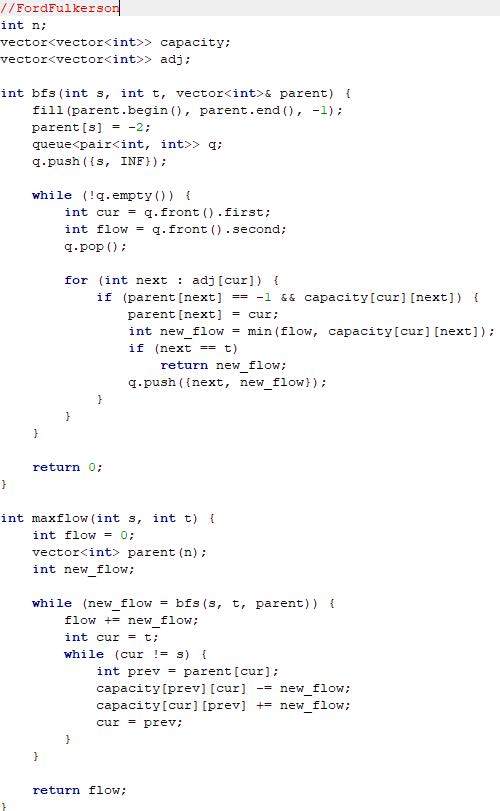 //FordFulkerson
int n;
vector<vector<int>> capacity;
vector<vector<int>> adj;

int bfs(int s, int t, vector<int>& parent) {
    fill(parent.begin(), parent.end(), -1);
    parent[s] = -2;
    queue<pair<int, int>> q;
    q.push({s, INF});

    while (!q.empty()) {
        int cur = q.front().first;
        int flow = q.front().second;
        q.pop();

        for (int next : adj[cur]) {
            if (parent[next] == -1 && capacity[cur][next]) {
                parent[next] = cur;
                int new_flow = min(flow, capacity[cur][next]);
                if (next == t)
                    return new_flow;
                q.push({next, new_flow});
            }
        }
    }

    return 0;
}

int maxflow(int s, int t) {
    int flow = 0;
    vector<int> parent(n);
    int new_flow;

    while (new_flow = bfs(s, t, parent)) {
        flow += new_flow;
        int cur = t;
        while (cur != s) {
            int prev = parent[cur];
            capacity[prev][cur] -= new_flow;
            capacity[cur][prev] += new_flow;
            cur = prev;
        }
    }

    return flow;
}